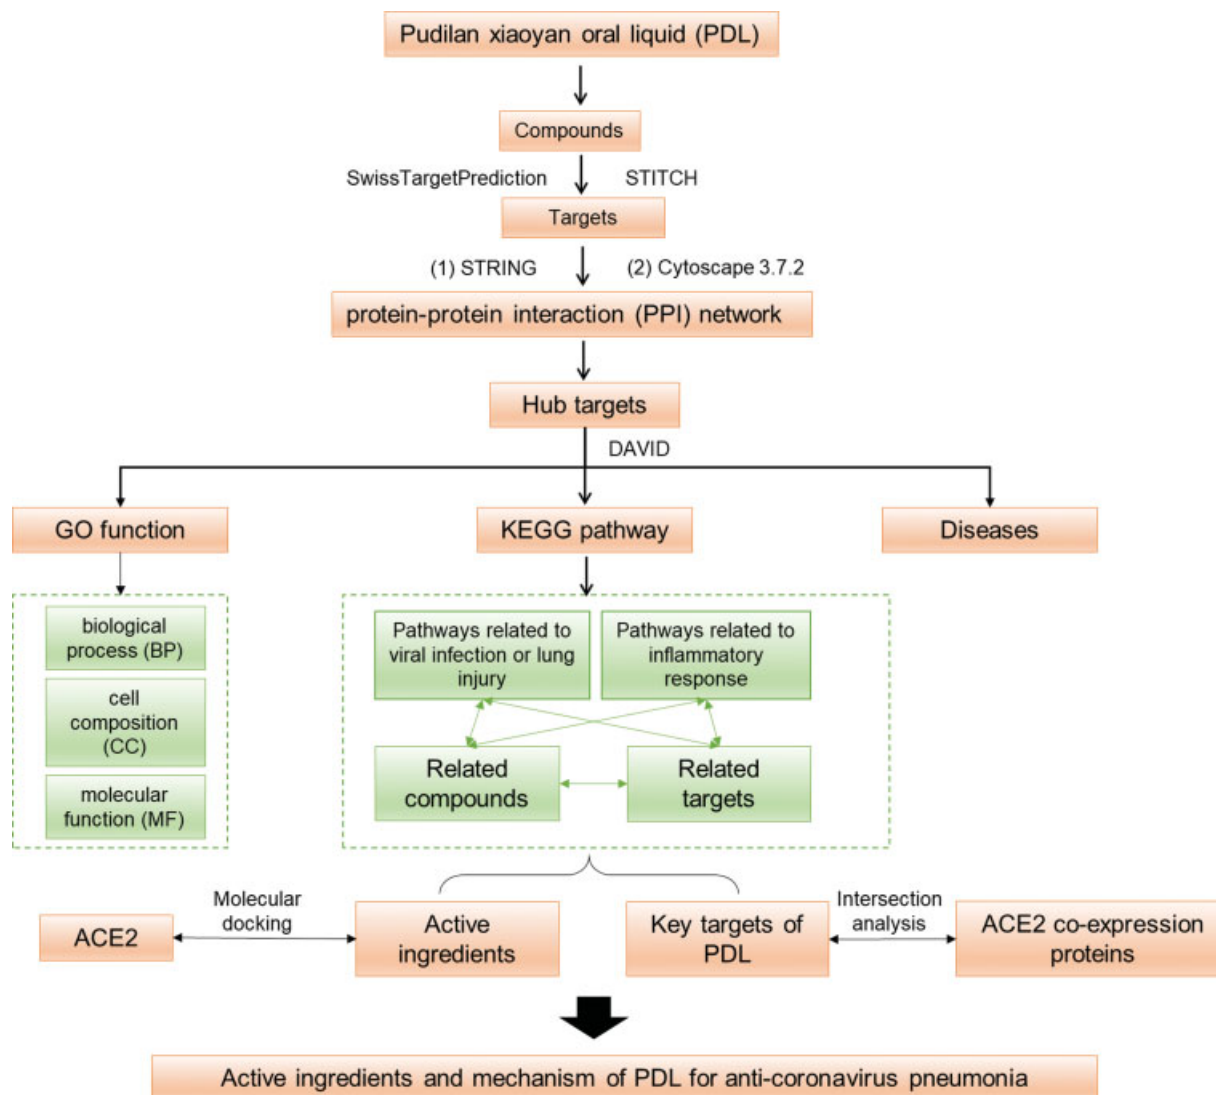 Pudilan xiaoyan oral liquid (PDL)
Compounds
SwissTargetPrediction
STITCH
Targets
(1) STRING
(2) Cytoscape 3.7.2
protein-protein interaction (PPI) network
Hub targets
DAVID
GO function
KEGG pathway
Diseases
biological
process (BP)
cell
composition
(CC)
molecular
function (MF)
Pathways related to
viral infection or lung
injury
Pathways related to
inflammatory
response
Related
compounds
Related
targets
ACE2
Molecular
docking
Active
ingredients
Key targets of
PDL
Intersection
analysis
ACE2 co-expression
proteins
Active ingredients and mechanism of PDL for anti-coronavirus pneumonia